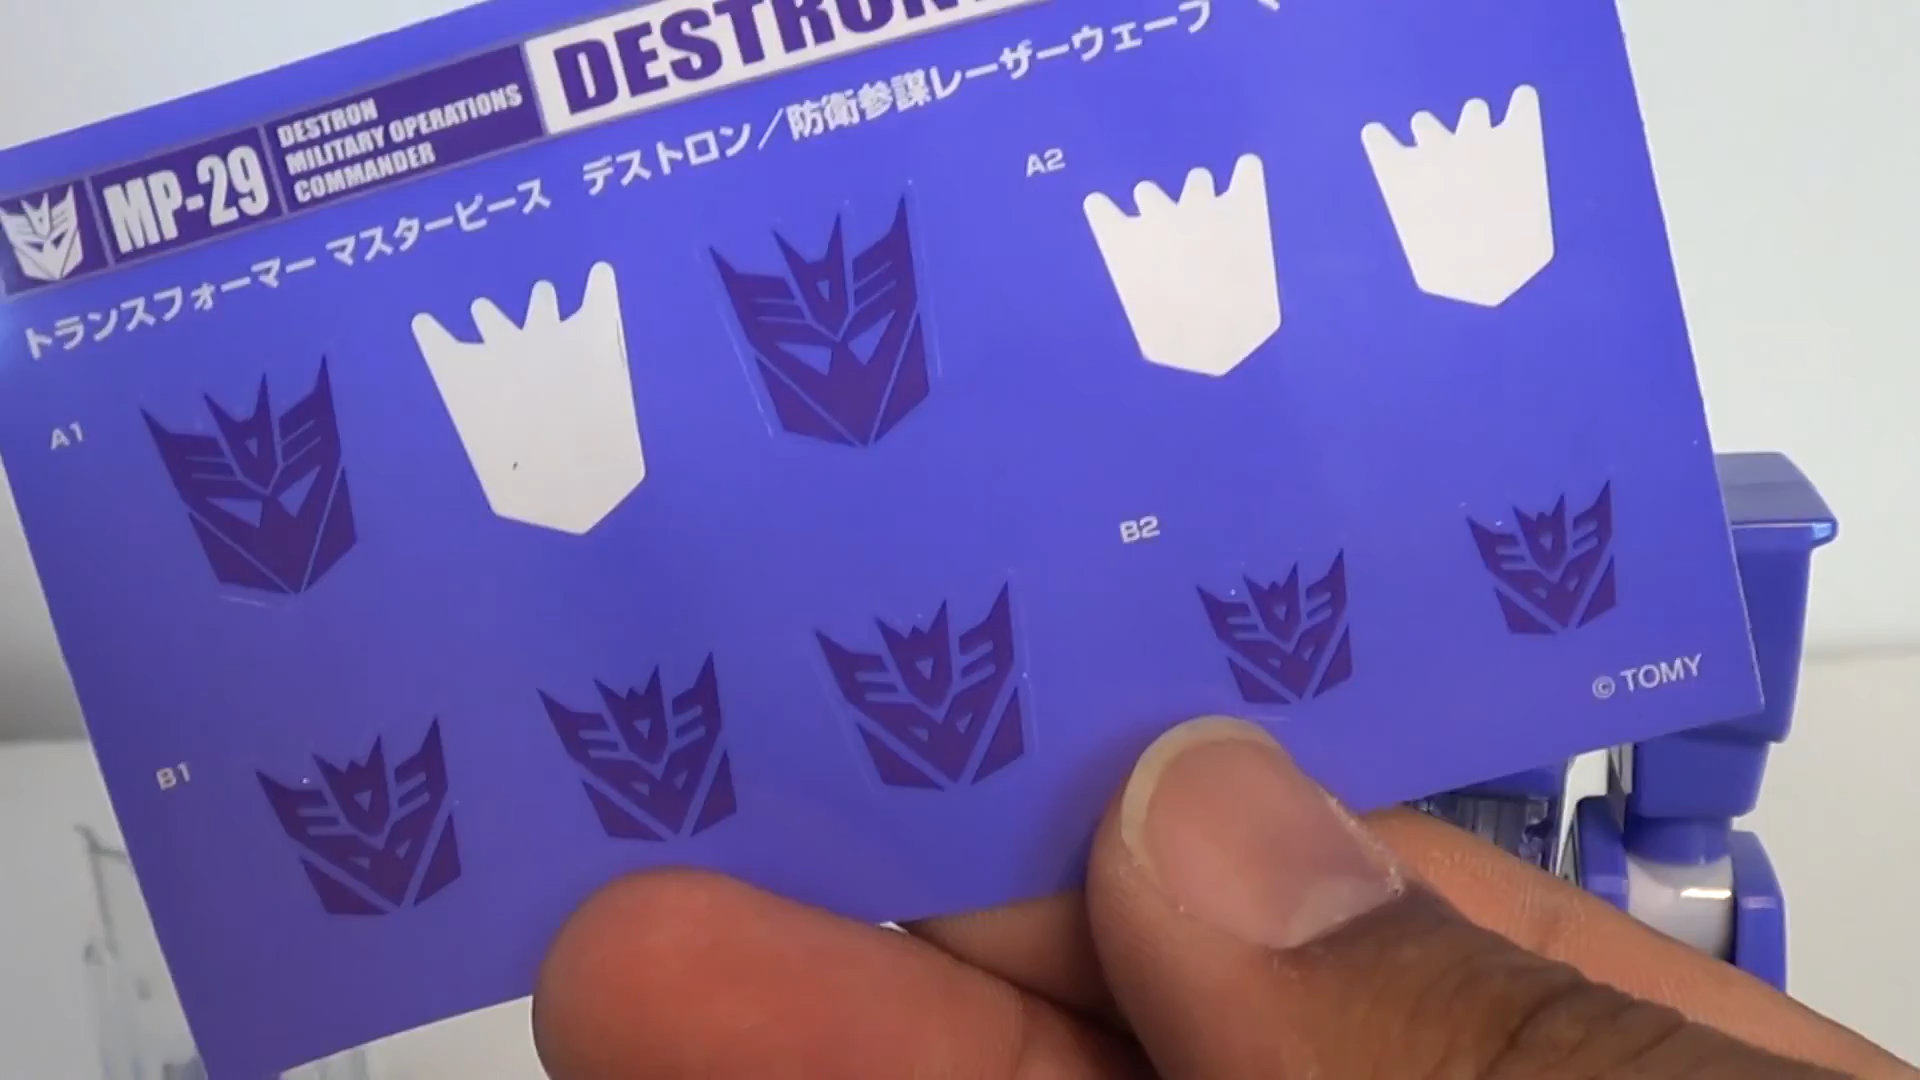 MP-29
DESTRON
MILITARY OPERATIONS
COMMANDER
DESTRON
トランスフォーマー マスターピース デストロン/防衛参謀レーザーウェーブ
A1
A2
B1
B2
© TOMY